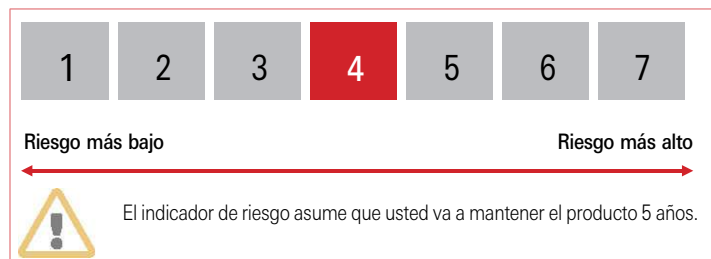 1 2 3 4 5 6 7
Riesgo más bajo Riesgo más alto
El indicador de riesgo asume que usted va a mantener el producto 5 años.